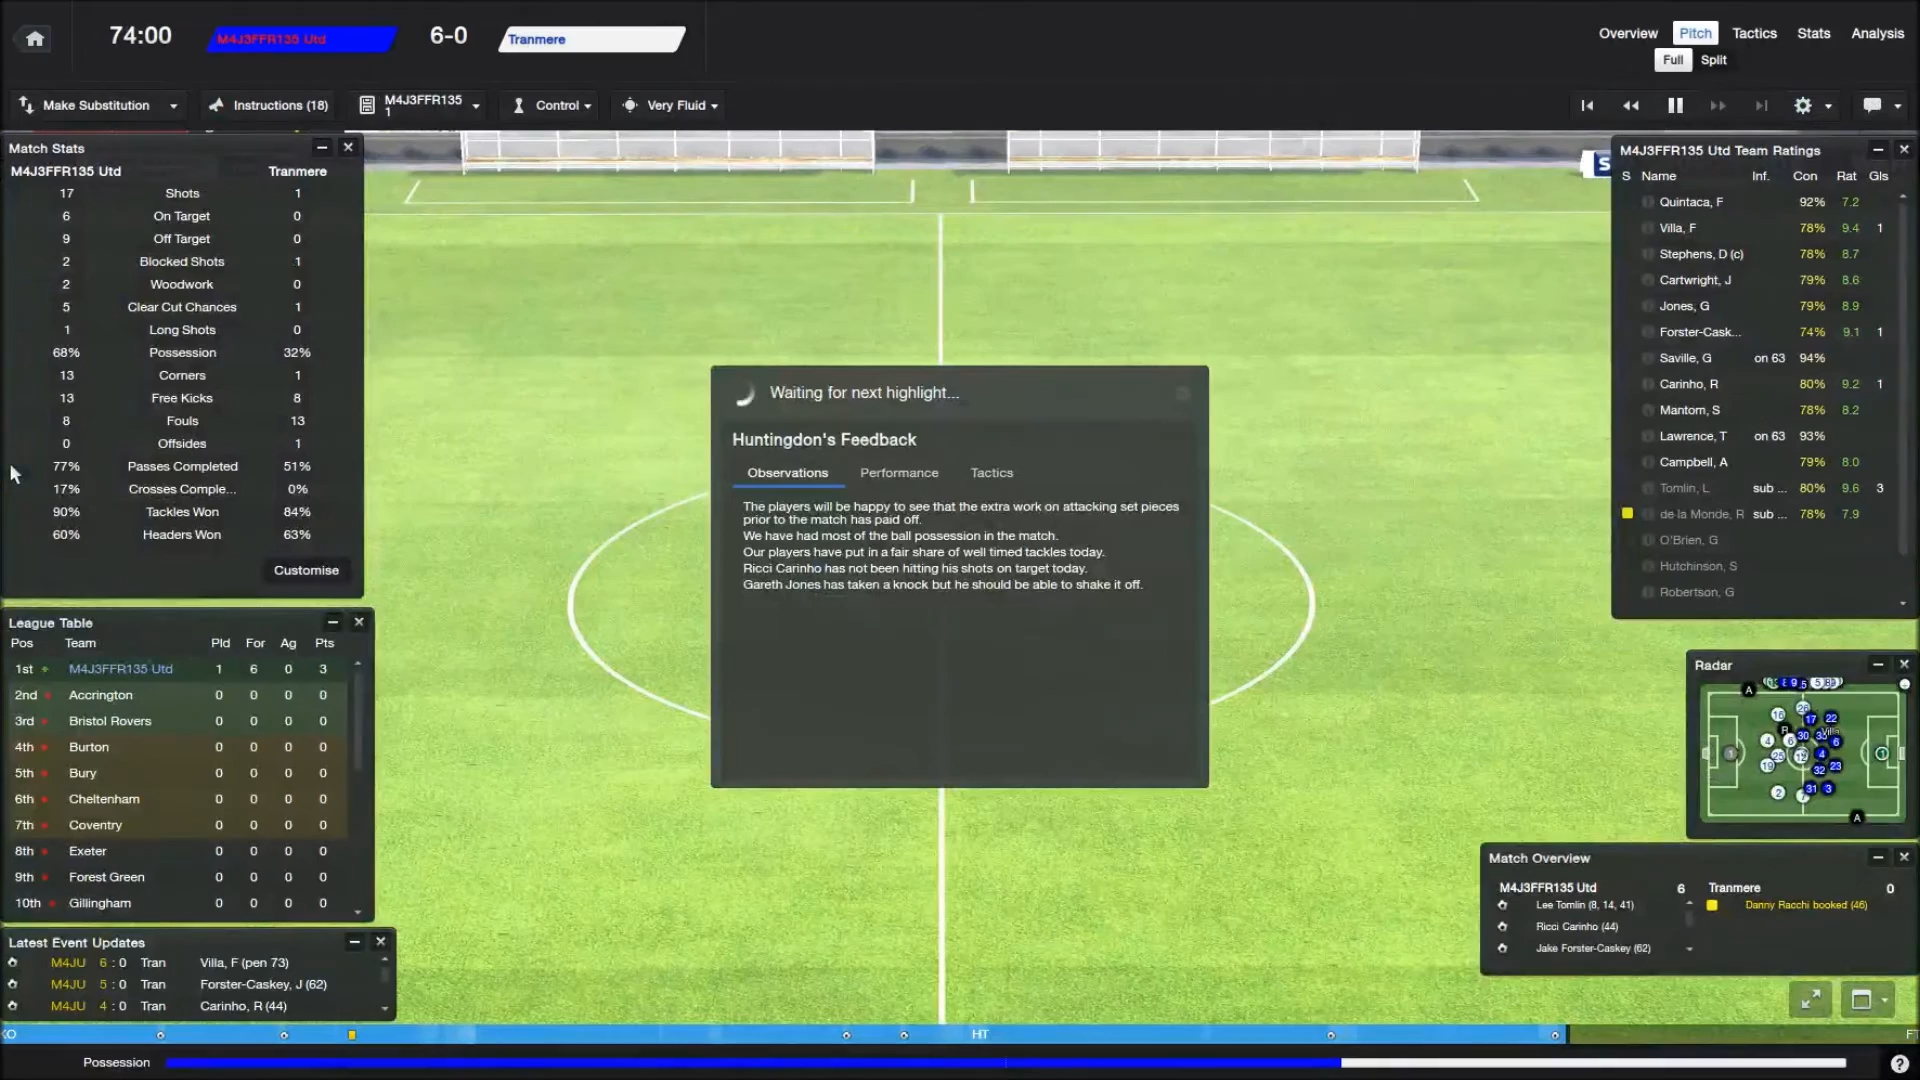 74:00 M4J3FFR135 Utd 6-0 Tranmere
Overview Pitch Tactics Stats Analysis
Full Split
Make Substitution Instructions (18) M4J3FFR135 1 Control Very Fluid
Match Stats
M4J3FFR135 Utd Tranmere
17 Shots 1
6 On Target 0
9 Off Target 0
2 Blocked Shots 1
2 Woodwork 0
5 Clear Cut Chances 1
1 Long Shots 0
68% Possession 32%
13 Corners 1
13 Free Kicks 8
8 Fouls 13
0 Offsides 1
77% Passes Completed 51%
17% Crosses Comple... 0%
90% Tackles Won 84%
60% Headers Won 63%
Customise
League Table
Pos Team Pld For Ag Pts
1st M4J3FFR135 Utd 1 6 0 3
2nd Accrington 0 0 0 0
3rd Bristol Rovers 0 0 0 0
4th Burton 0 0 0 0
5th Bury 0 0 0 0
6th Cheltenham 0 0 0 0
7th Coventry 0 0 0 0
8th Exeter 0 0 0 0
9th Forest Green 0 0 0 0
10th Gillingham 0 0 0 0
Latest Event Updates
M4JU 6 : 0 Tran Villa, F (pen 73)
M4JU 5 : 0 Tran Forster-Caskey, J (62)
M4JU 4 : 0 Tran Carinho, R (44)
Waiting for next highlight...
Huntingdon's Feedback
Observations Performance Tactics
The players will be happy to see that the extra work on attacking set pieces
prior to the match has paid off.
We have had most of the ball possession in the match.
Our players have put in a fair share of well timed tackles today.
Ricci Carinho has not been hitting his shots on target today.
Gareth Jones has taken a knock but he should be able to shake it off.
M4J3FFR135 Utd Team Ratings
S Name Inf. Con Rat Gls
Quintaca, F 92% 7.2
Villa, F 78% 9.4 1
Stephens, D (c) 78% 8.7
Cartwright, J 79% 8.6
Jones, G 79% 8.9
Forster-Cask... 74% 9.1 1
Saville, G on 63 94%
Carinho, R 80% 9.2 1
Mantom, S 78% 8.2
Lawrence, T on 63 93%
Campbell, A 79% 8.0
Tomlin, L sub ... 80% 9.6 3
de la Monde, R sub ... 78% 7.9
O'Brien, G
Hutchinson, S
Robertson, G
Radar
Match Overview
M4J3FFR135 Utd 6 Tranmere 0
Lee Tomlin (8, 14, 41) Danny Racchi booked (46)
Ricci Carinho (44)
Jake Forster-Caskey (62)
KO HT
Possession